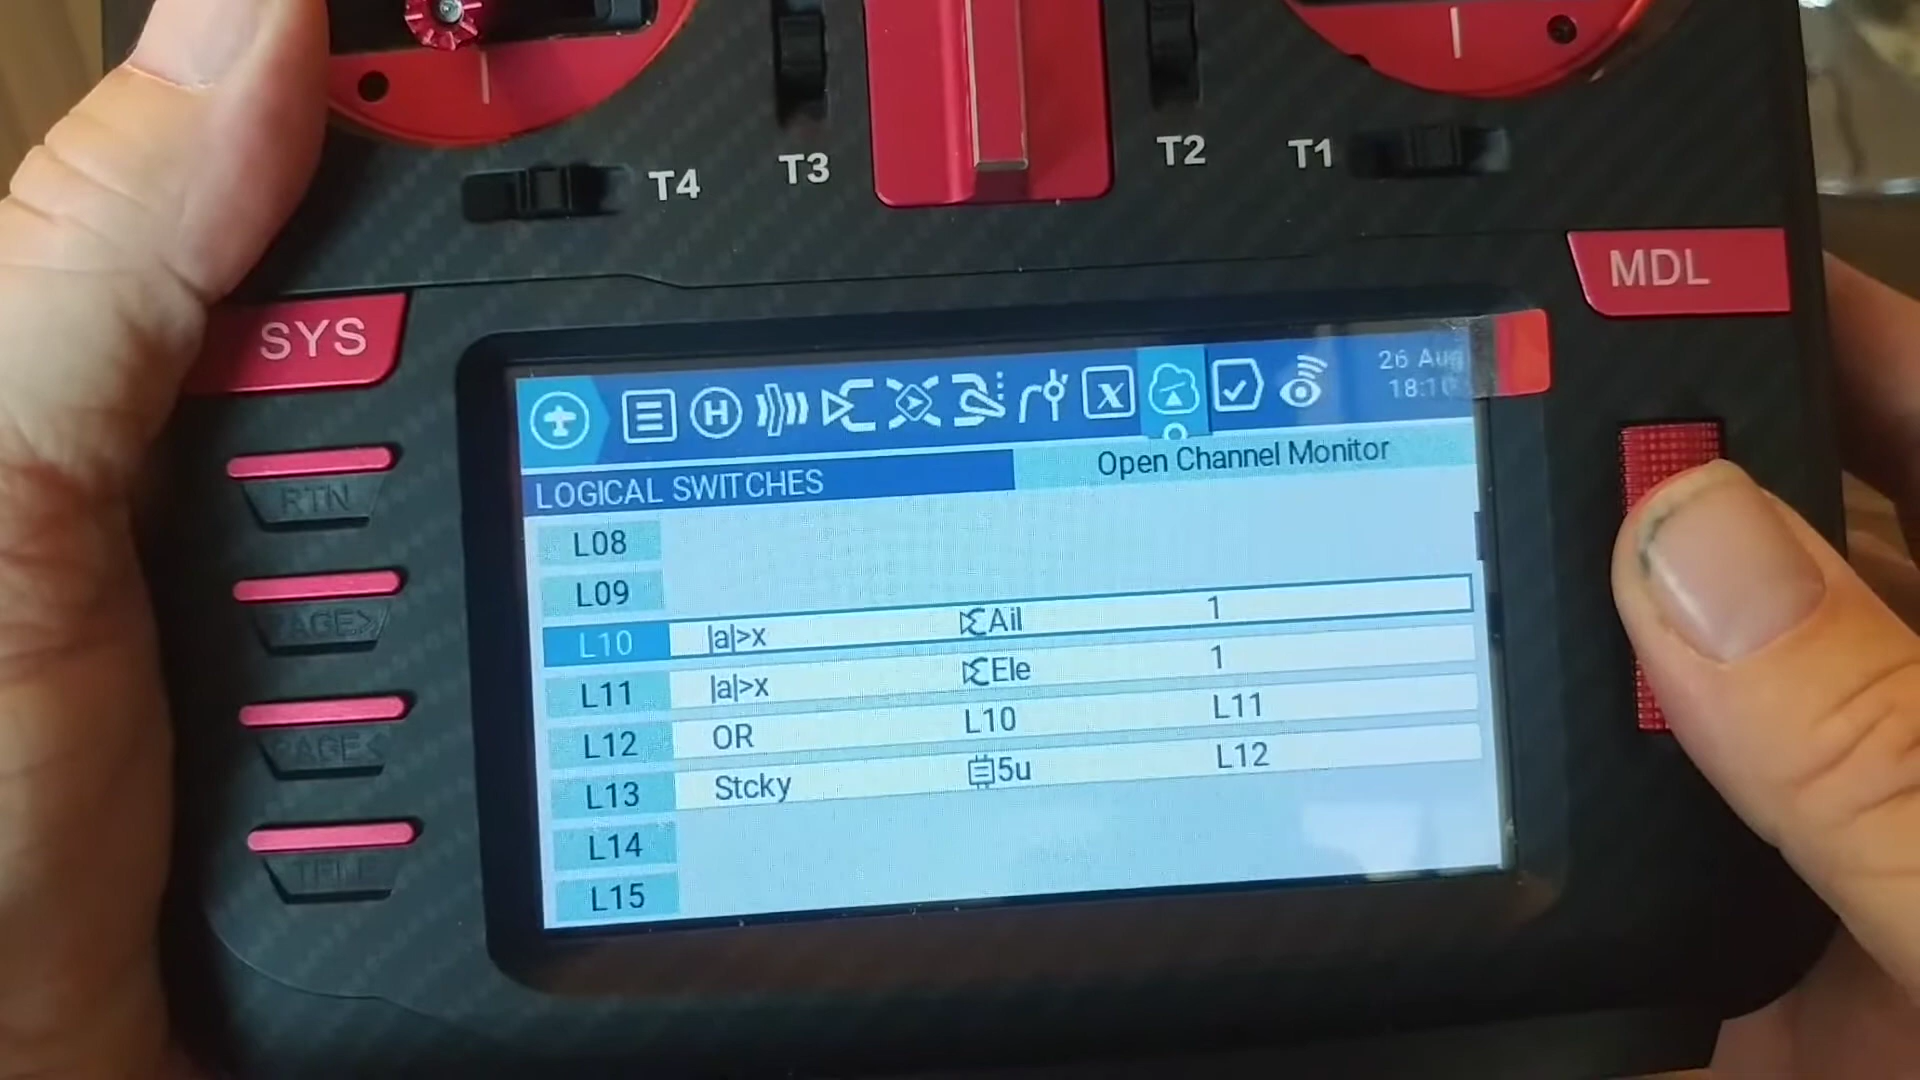 T4 T3 T2 T1
SYS MDL
RTN
PAGE>
PAGE<
TELE
26 Aug
18:10
LOGICAL SWITCHES Open Channel Monitor
L08
L09
L10 |a|>x Ail 1
L11 |a|>x Ele 1
L12 OR L10 L11
L13 Stcky 5u L12
L14
L15